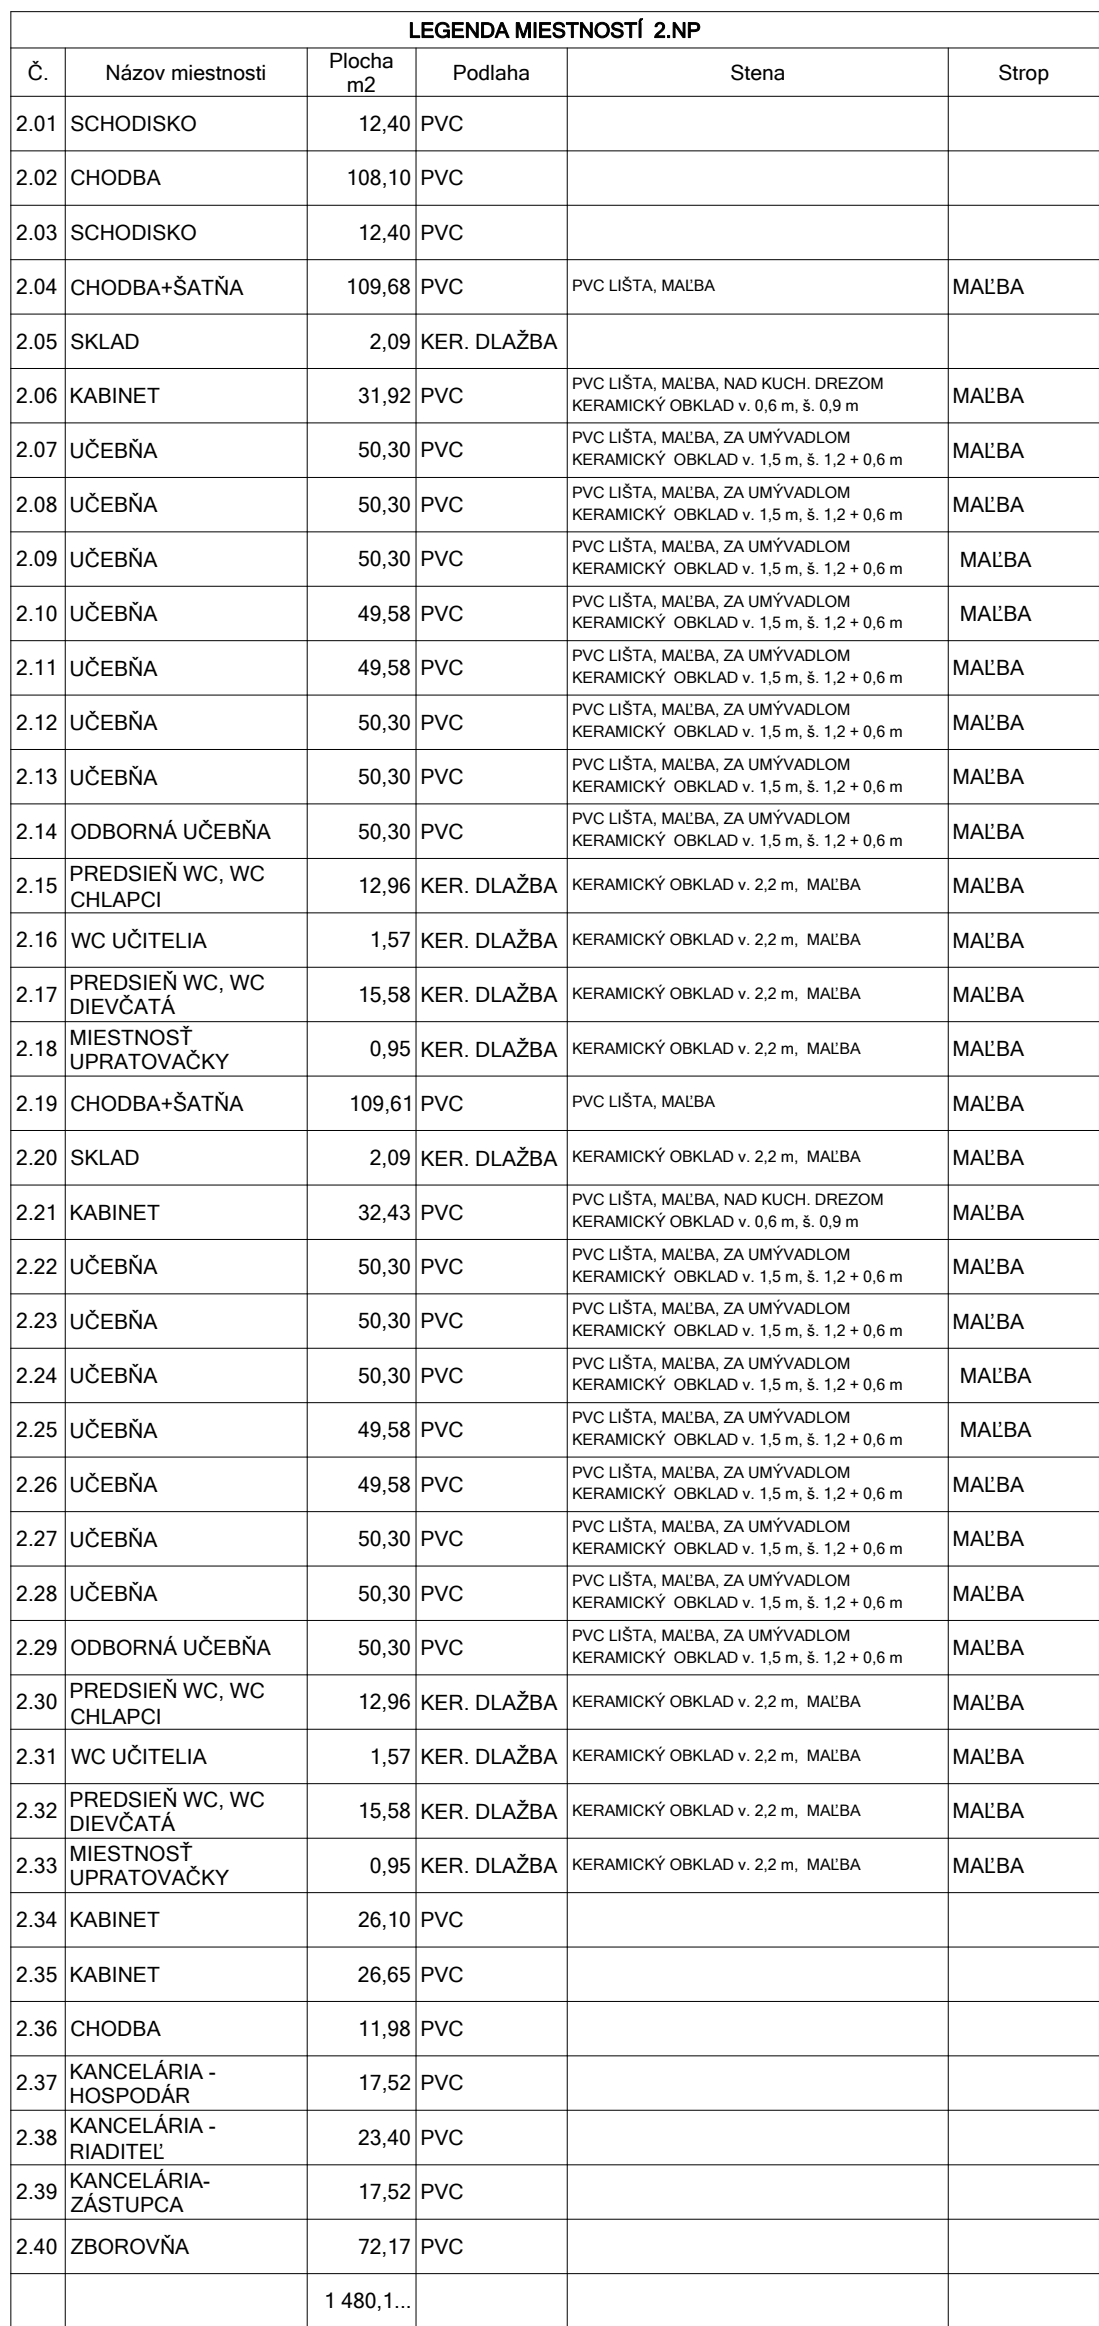 LEGENDA MIESTNOSTÍ 2.NP
Č. Názov miestnosti Plocha m2 Podlaha Stena Strop
2.01 SCHODISKO 12,40 PVC
2.02 CHODBA 108,10 PVC
2.03 SCHODISKO 12,40 PVC
2.04 CHODBA+ŠATŇA 109,68 PVC PVC LIŠTA, MAĽBA MAĽBA
2.05 SKLAD 2,09 KER. DLAŽBA
2.06 KABINET 31,92 PVC PVC LIŠTA, MAĽBA, NAD KUCH. DREZOM KERAMICKÝ OBKLAD v. 0,6 m, š. 0,9 m MAĽBA
2.07 UČEBŇA 50,30 PVC PVC LIŠTA, MAĽBA, ZA UMÝVADLOM KERAMICKÝ OBKLAD v. 1,5 m, š. 1,2 + 0,6 m MAĽBA
2.08 UČEBŇA 50,30 PVC PVC LIŠTA, MAĽBA, ZA UMÝVADLOM KERAMICKÝ OBKLAD v. 1,5 m, š. 1,2 + 0,6 m MAĽBA
2.09 UČEBŇA 50,30 PVC PVC LIŠTA, MAĽBA, ZA UMÝVADLOM KERAMICKÝ OBKLAD v. 1,5 m, š. 1,2 + 0,6 m MAĽBA
2.10 UČEBŇA 49,58 PVC PVC LIŠTA, MAĽBA, ZA UMÝVADLOM KERAMICKÝ OBKLAD v. 1,5 m, š. 1,2 + 0,6 m MAĽBA
2.11 UČEBŇA 49,58 PVC PVC LIŠTA, MAĽBA, ZA UMÝVADLOM KERAMICKÝ OBKLAD v. 1,5 m, š. 1,2 + 0,6 m MAĽBA
2.12 UČEBŇA 50,30 PVC PVC LIŠTA, MAĽBA, ZA UMÝVADLOM KERAMICKÝ OBKLAD v. 1,5 m, š. 1,2 + 0,6 m MAĽBA
2.13 UČEBŇA 50,30 PVC PVC LIŠTA, MAĽBA, ZA UMÝVADLOM KERAMICKÝ OBKLAD v. 1,5 m, š. 1,2 + 0,6 m MAĽBA
2.14 ODBORNÁ UČEBŇA 50,30 PVC PVC LIŠTA, MAĽBA, ZA UMÝVADLOM KERAMICKÝ OBKLAD v. 1,5 m, š. 1,2 + 0,6 m MAĽBA
2.15 PREDSIEŇ WC, WC CHLAPCI 12,96 KER. DLAŽBA KERAMICKÝ OBKLAD v. 2,2 m, MAĽBA MAĽBA
2.16 WC UČITELIA 1,57 KER. DLAŽBA KERAMICKÝ OBKLAD v. 2,2 m, MAĽBA MAĽBA
2.17 PREDSIEŇ WC, WC DIEVČATÁ 15,58 KER. DLAŽBA KERAMICKÝ OBKLAD v. 2,2 m, MAĽBA MAĽBA
2.18 MIESTNOSŤ UPRATOVAČKY 0,95 KER. DLAŽBA KERAMICKÝ OBKLAD v. 2,2 m, MAĽBA MAĽBA
2.19 CHODBA+ŠATŇA 109,61 PVC PVC LIŠTA, MAĽBA MAĽBA
2.20 SKLAD 2,09 KER. DLAŽBA KERAMICKÝ OBKLAD v. 2,2 m, MAĽBA MAĽBA
2.21 KABINET 32,43 PVC PVC LIŠTA, MAĽBA, NAD KUCH. DREZOM KERAMICKÝ OBKLAD v. 0,6 m, š. 0,9 m MAĽBA
2.22 UČEBŇA 50,30 PVC PVC LIŠTA, MAĽBA, ZA UMÝVADLOM KERAMICKÝ OBKLAD v. 1,5 m, š. 1,2 + 0,6 m MAĽBA
2.23 UČEBŇA 50,30 PVC PVC LIŠTA, MAĽBA, ZA UMÝVADLOM KERAMICKÝ OBKLAD v. 1,5 m, š. 1,2 + 0,6 m MAĽBA
2.24 UČEBŇA 50,30 PVC PVC LIŠTA, MAĽBA, ZA UMÝVADLOM KERAMICKÝ OBKLAD v. 1,5 m, š. 1,2 + 0,6 m MAĽBA
2.25 UČEBŇA 49,58 PVC PVC LIŠTA, MAĽBA, ZA UMÝVADLOM KERAMICKÝ OBKLAD v. 1,5 m, š. 1,2 + 0,6 m MAĽBA
2.26 UČEBŇA 49,58 PVC PVC LIŠTA, MAĽBA, ZA UMÝVADLOM KERAMICKÝ OBKLAD v. 1,5 m, š. 1,2 + 0,6 m MAĽBA
2.27 UČEBŇA 50,30 PVC PVC LIŠTA, MAĽBA, ZA UMÝVADLOM KERAMICKÝ OBKLAD v. 1,5 m, š. 1,2 + 0,6 m MAĽBA
2.28 UČEBŇA 50,30 PVC PVC LIŠTA, MAĽBA, ZA UMÝVADLOM KERAMICKÝ OBKLAD v. 1,5 m, š. 1,2 + 0,6 m MAĽBA
2.29 ODBORNÁ UČEBŇA 50,30 PVC PVC LIŠTA, MAĽBA, ZA UMÝVADLOM KERAMICKÝ OBKLAD v. 1,5 m, š. 1,2 + 0,6 m MAĽBA
2.30 PREDSIEŇ WC, WC CHLAPCI 12,96 KER. DLAŽBA KERAMICKÝ OBKLAD v. 2,2 m, MAĽBA MAĽBA
2.31 WC UČITELIA 1,57 KER. DLAŽBA KERAMICKÝ OBKLAD v. 2,2 m, MAĽBA MAĽBA
2.32 PREDSIEŇ WC, WC DIEVČATÁ 15,58 KER. DLAŽBA KERAMICKÝ OBKLAD v. 2,2 m, MAĽBA MAĽBA
2.33 MIESTNOSŤ UPRATOVAČKY 0,95 KER. DLAŽBA KERAMICKÝ OBKLAD v. 2,2 m, MAĽBA MAĽBA
2.34 KABINET 26,10 PVC
2.35 KABINET 26,65 PVC
2.36 CHODBA 11,98 PVC
2.37 KANCELÁRIA - HOSPODÁR 17,52 PVC
2.38 KANCELÁRIA - RIADITEĽ 23,40 PVC
2.39 KANCELÁRIA- ZÁSTUPCA 17,52 PVC
2.40 ZBOROVŇA 72,17 PVC
1 480,1...